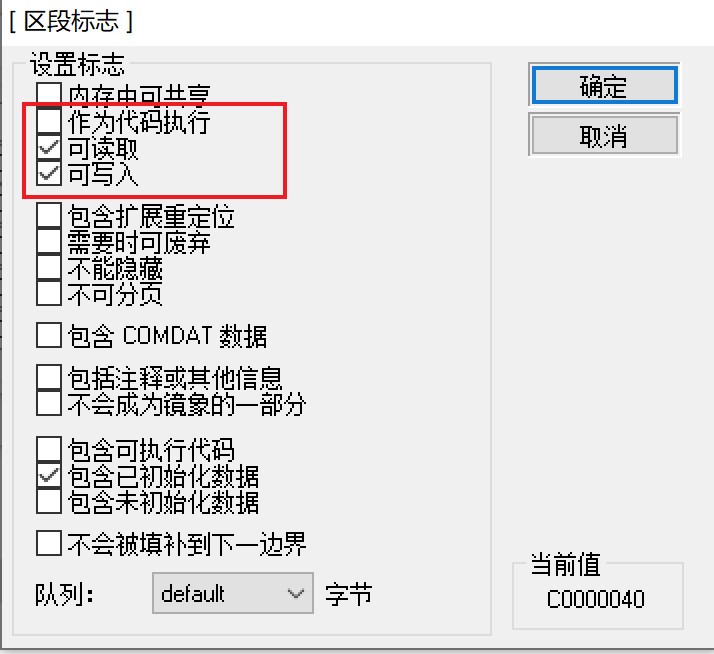 [ 区段标志 ]
设置标志
内存中可共享
作为代码执行
可读取
可写入
包含扩展重定位
需要时可废弃
不能隐藏
不可分页
包含 COMDAT 数据
包括注释或其他信息
不会成为镜象的一部分
包含可执行代码
包含已初始化数据
包含未初始化数据
不会被填补到下一边界
队列： default 字节
确定
取消
当前值
C0000040